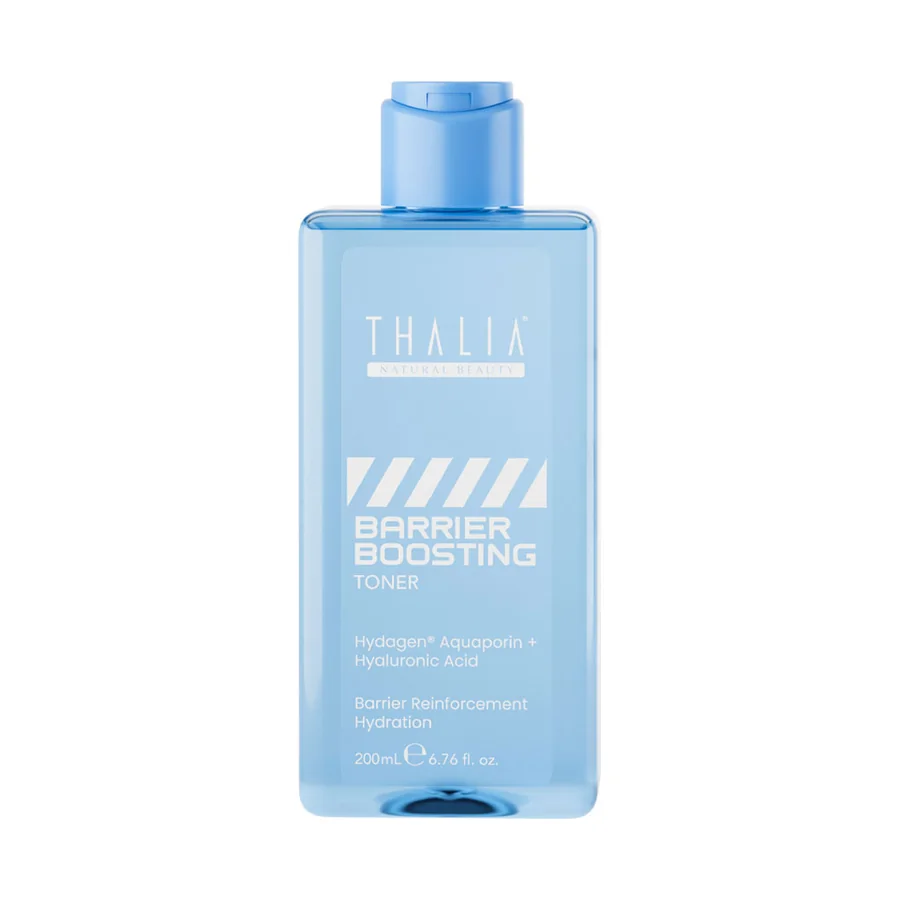 THALIA®
NATURAL BEAUTY
BARRIER
BOOSTING
TONER
Hydagen® Aquaporin +
Hyaluronic Acid
Barrier Reinforcement
Hydration
200mL ℮ 6.76 fl. oz.